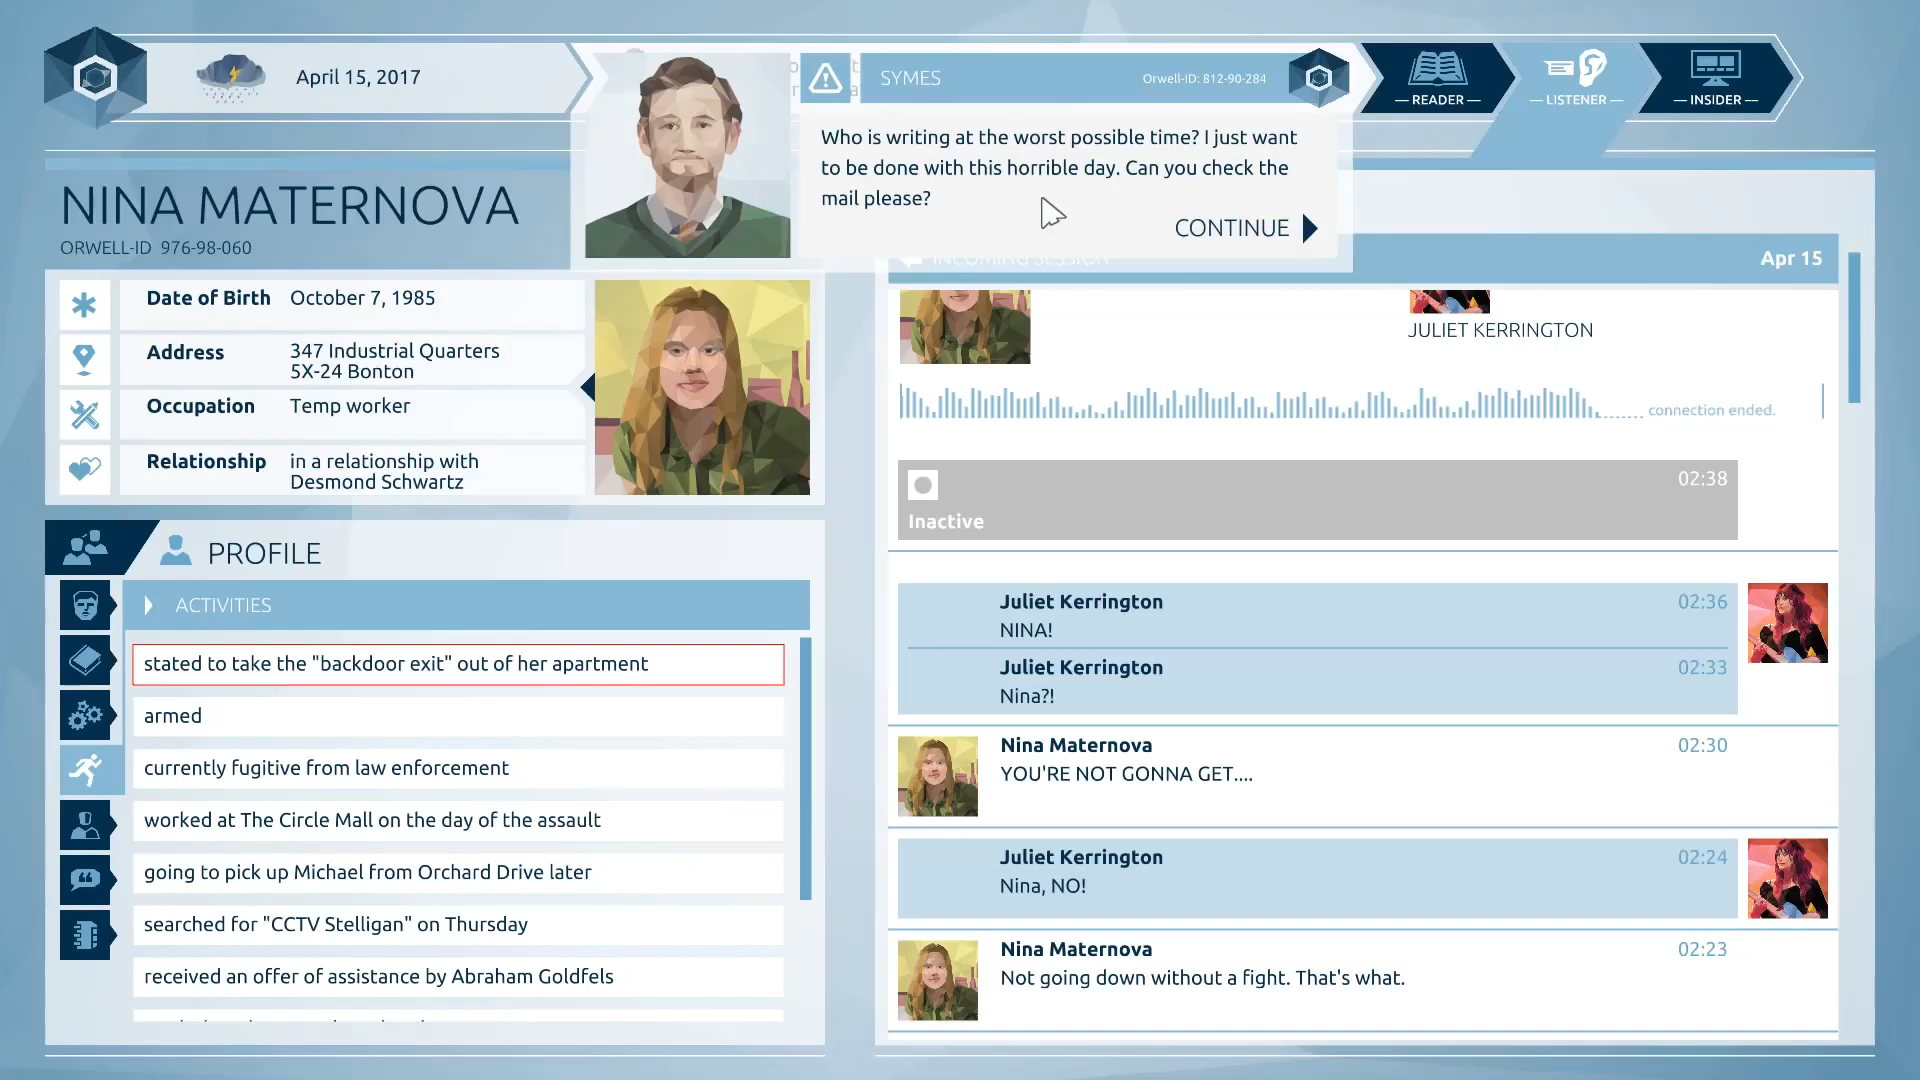 April 15, 2017
SYMES
Orwell-ID: 812-90-284
Who is writing at the worst possible time? I just want
to be done with this horrible day. Can you check the
mail please?
CONTINUE
— READER —
— LISTENER —
— INSIDER —
NINA MATERNOVA
ORWELL-ID 976-98-060
Date of Birth October 7, 1985
Address 347 Industrial Quarters
5X-24 Bonton
Occupation Temp worker
Relationship in a relationship with
Desmond Schwartz
PROFILE
ACTIVITIES
stated to take the "backdoor exit" out of her apartment
armed
currently fugitive from law enforcement
worked at The Circle Mall on the day of the assault
going to pick up Michael from Orchard Drive later
searched for "CCTV Stelligan" on Thursday
received an offer of assistance by Abraham Goldfels
INCOMING SESSION
Apr 15
JULIET KERRINGTON
connection ended.
02:38
Inactive
Juliet Kerrington 02:36
NINA!
Juliet Kerrington 02:33
Nina?!
Nina Maternova 02:30
YOU'RE NOT GONNA GET....
Juliet Kerrington 02:24
Nina, NO!
Nina Maternova 02:23
Not going down without a fight. That's what.